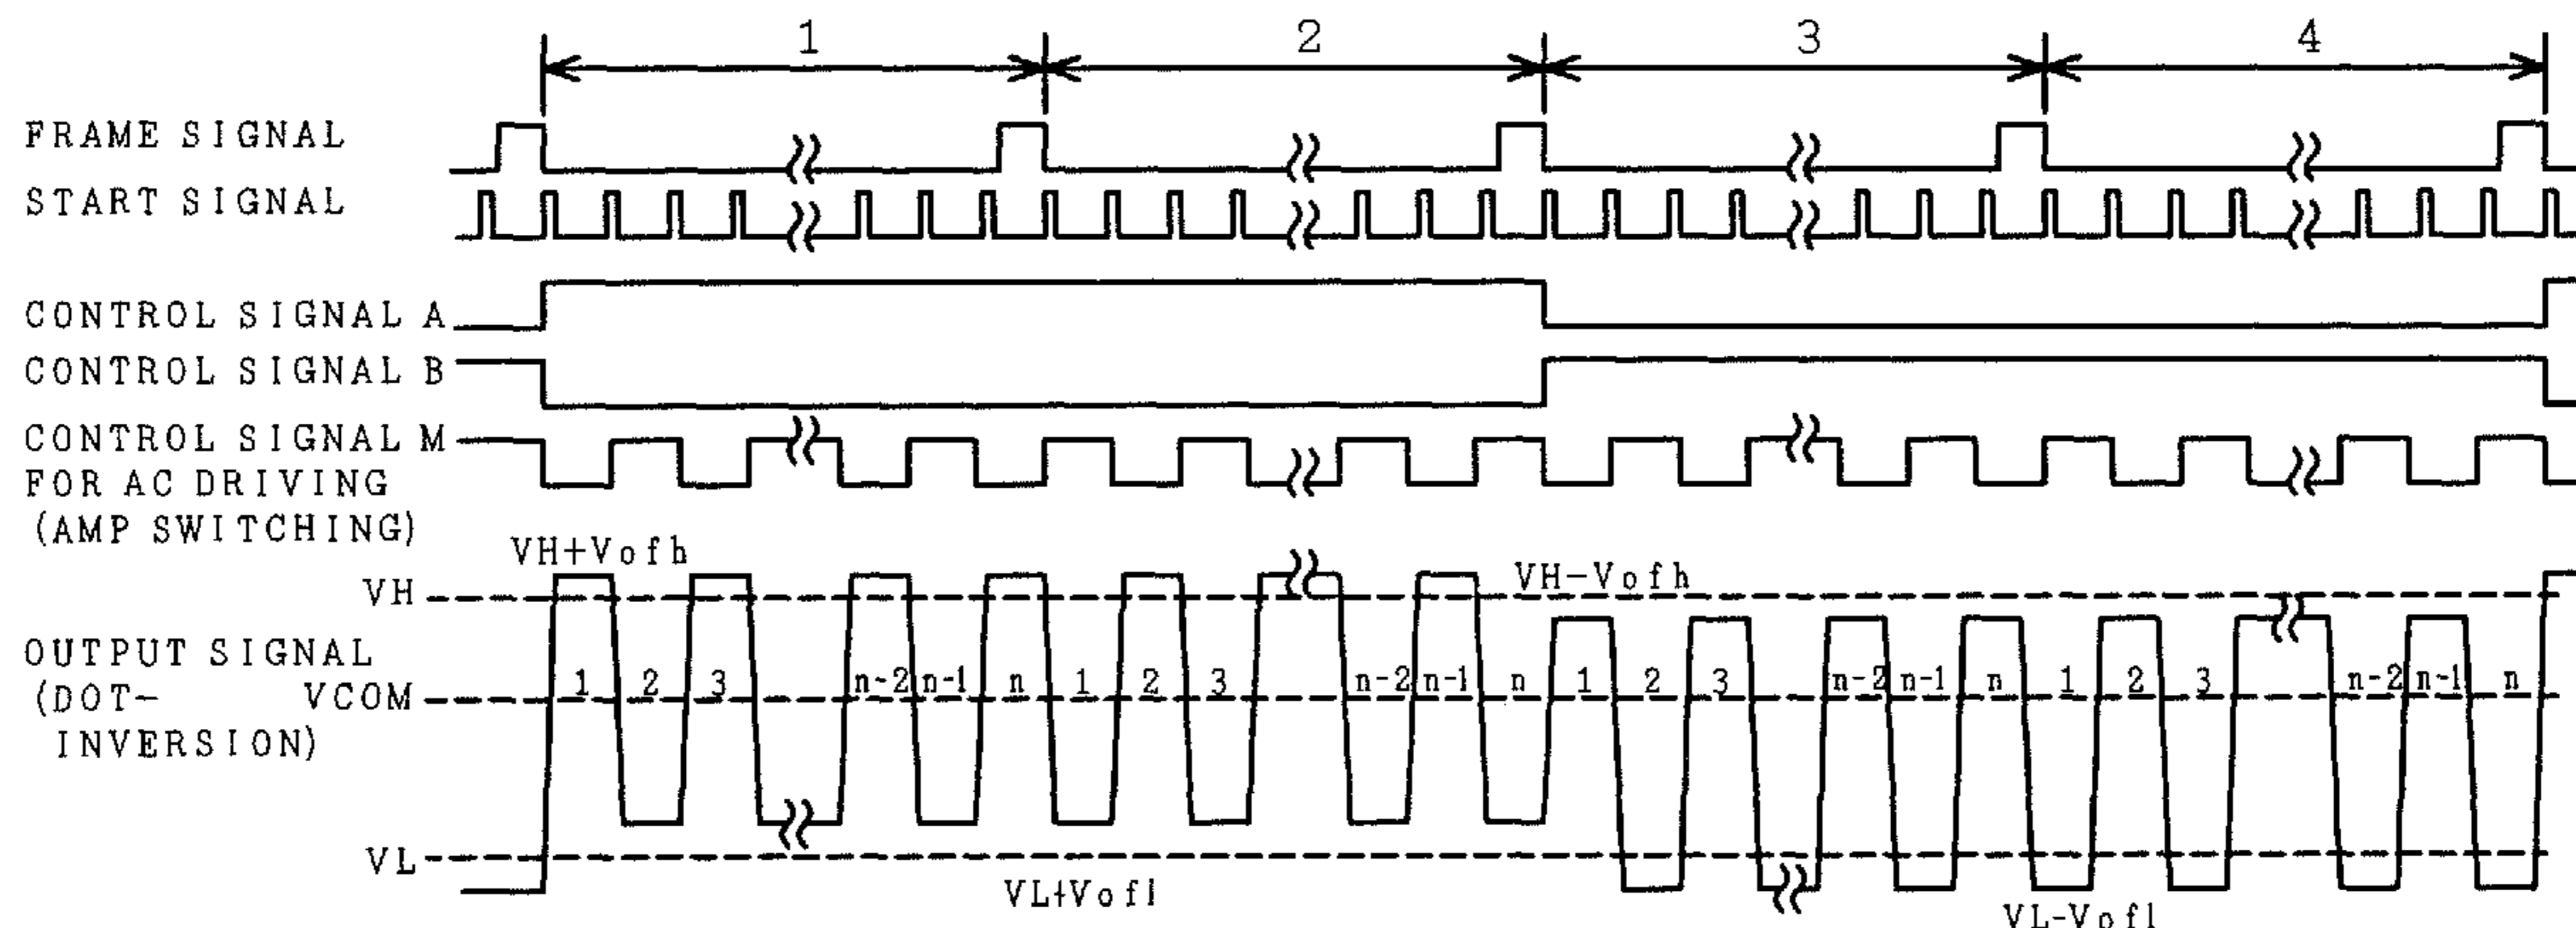 1 2 3 4
FRAME SIGNAL
START SIGNAL
CONTROL SIGNAL A
CONTROL SIGNAL B
CONTROL SIGNAL M
FOR AC DRIVING
(AMP SWITCHING)
VH+Vofh
VH-Vofh
VH
OUTPUT SIGNAL
(DOT-
INVERSION)
VCOM
1 2 3 n-2 n-1 n 1 2 3 n-2 n-1 n 1 2 3 n-2 n-1 n 1 2 3 n-2 n-1 n
VL
VL+Vofl
VL-Vofl